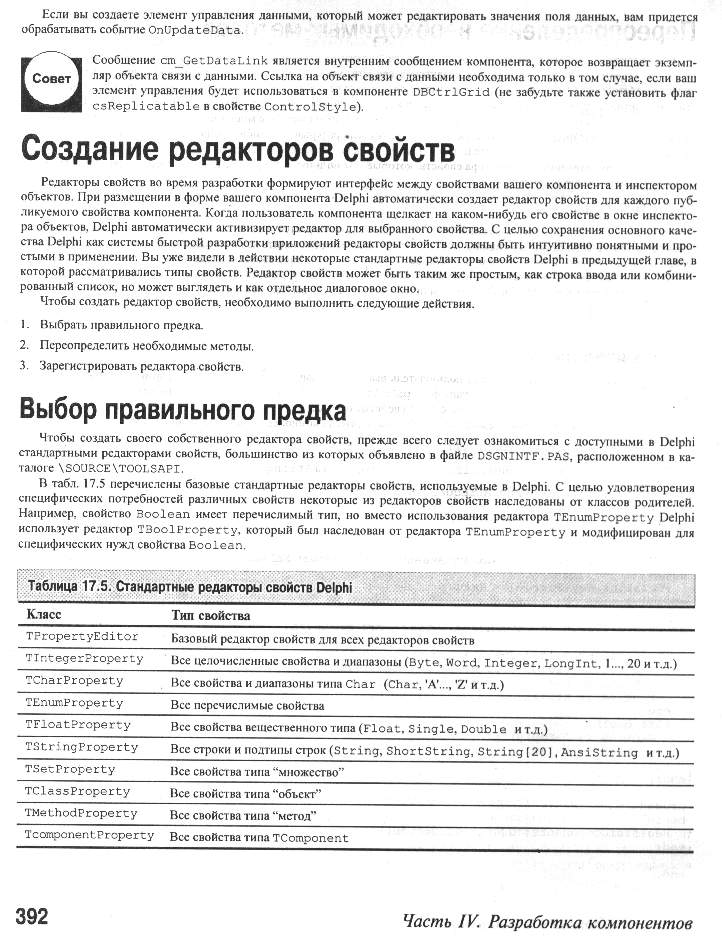 Если вы создаете элемент управления данными, который может редактировать значения поля данных, вам придется
обрабатывать событие OnUpdateData.
Совет
Сообщение cm_GetDataLink является внутренним сообщением компонента, которое возвращает экземп-
ляр объекта связи с данными. Ссылка на объект связи с данными необходима только в том случае, если ваш
элемент управления будет использоваться в компоненте DBCtrlGrid (не забудьте также установить флаг
csReplicatable в свойстве ControlStyle).
Создание редакторов свойств
Редакторы свойств во время разработки формируют интерфейс между свойствами вашего компонента и инспектором
объектов. При размещении в форме вашего компонента Delphi автоматически создает редактор свойств для каждого пуб-
ликуемого свойства компонента. Когда пользователь компонента щелкает на каком-нибудь его свойстве в окне инспекто-
ра объектов, Delphi автоматически активизирует редактор для выбранного свойства. С целью сохранения основного каче-
ства Delphi как системы быстрой разработки приложений редакторы свойств должны быть интуитивно понятными и про-
стыми в применении. Вы уже видели в действии некоторые стандартные редакторы свойств Delphi в предыдущей главе, в
которой рассматривались типы свойств. Редактор свойств может быть таким же простым, как строка ввода или комбини-
рованный список, но может выглядеть и как отдельное диалоговое окно.
Чтобы создать редактор свойств, необходимо выполнить следующие действия.
1. Выбрать правильного предка.
2. Переопределить необходимые методы.
3. Зарегистрировать редактора свойств.
Выбор правильного предка
Чтобы создать своего собственного редактора свойств, прежде всего следует ознакомиться с доступными в Delphi
стандартными редакторами свойств, большинство из которых объявлено в файле DSGNINTF.PAS, расположенном в ка-
талоге \SOURCE\TOOLSAPI.
В табл. 17.5 перечислены базовые стандартные редакторы свойств, используемые в Delphi. С целью удовлетворения
специфических потребностей различных свойств некоторые из редакторов свойств наследованы от классов родителей.
Например, свойство Boolean имеет перечислимый тип, но вместо использования редактора TEnumProperty Delphi
использует редактор TBoolProperty, который был наследован от редактора TEnumProperty и модифицирован для
специфических нужд свойства Boolean.
Таблица 17.5. Стандартные редакторы свойств Delphi
Класс Тип свойства
TPropertyEditor Базовый редактор свойств для всех редакторов свойств
TIntegerProperty Все целочисленные свойства и диапазоны (Byte, Word, Integer, LongInt, 1..., 20 и т.д.)
TCharProperty Все свойства и диапазоны типа Char (Char, 'A'..., 'Z' и т.д.)
TEnumProperty Все перечислимые свойства
TFloatProperty Все свойства вещественного типа (Float, Single, Double и т.д.)
TStringProperty Все строки и подтипы строк (String, ShortString, String[20], AnsiString и т.д.)
TSetProperty Все свойства типа “множество”
TClassProperty Все свойства типа “объект”
TMethodProperty Все свойства типа “метод”
TcomponentProperty Все свойства типа TComponent
392 Часть IV. Разработка компонентов